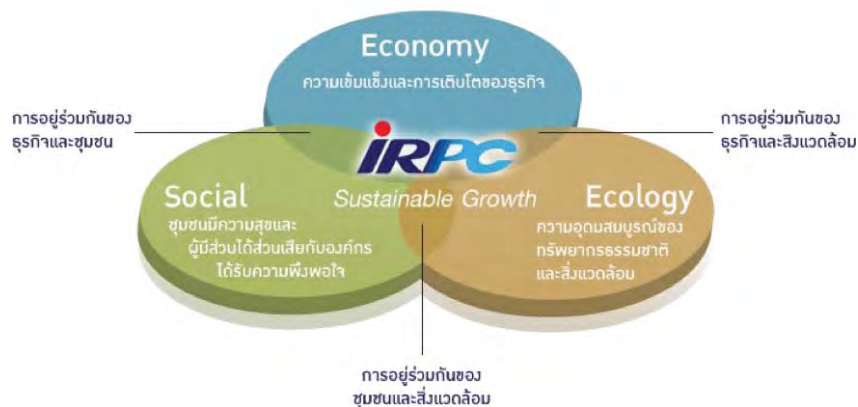 Economy
ความเข้มแข็งและการเติบโตของธุรกิจ
การอยู่ร่วมกันของ
ธุรกิจและชุมชน
การอยู่ร่วมกันของ
ธุรกิจและสิ่งแวดล้อม
IRPC
Sustainable Growth
Social
ชุมชนมีความสุขและ
ผู้มีส่วนได้ส่วนเสียกับองค์กร
ได้รับความพึงพอใจ
Ecology
ความอุดมสมบูรณ์ของ
ทรัพยากรธรรมชาติ
และสิ่งแวดล้อม
การอยู่ร่วมกันของ
ชุมชนและสิ่งแวดล้อม